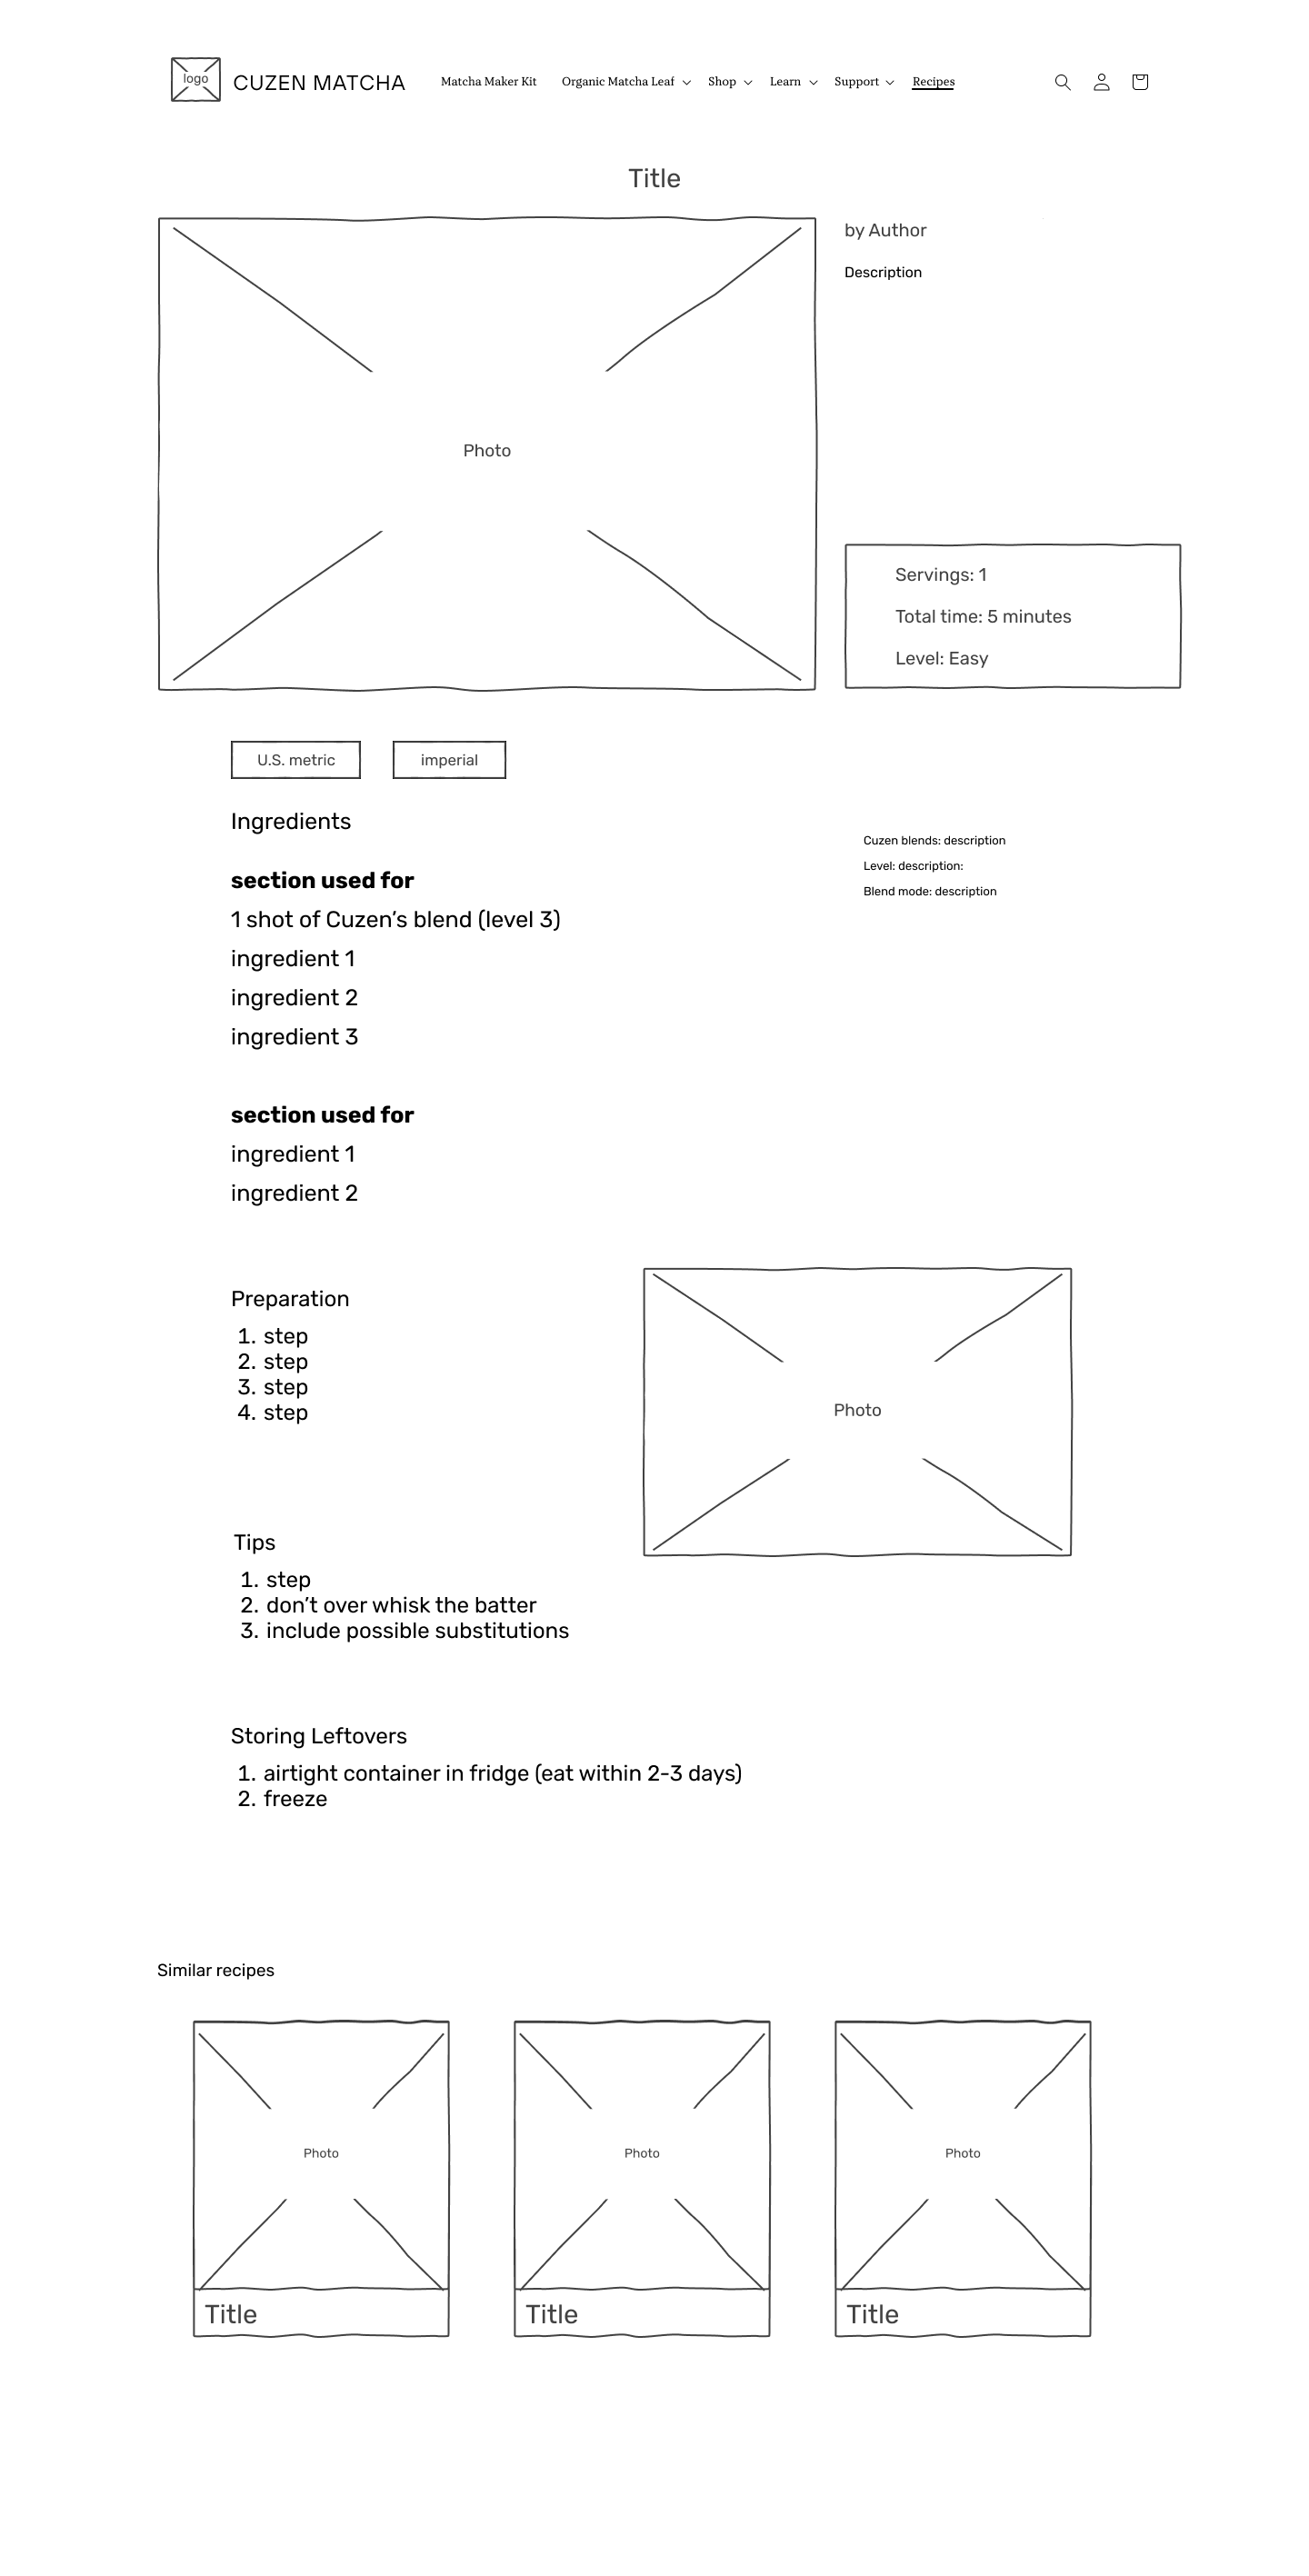 logo
CUZEN MATCHA
Matcha Maker Kit
Organic Matcha Leaf
Shop
Learn
Support
Recipes
Title
Photo
by Author
Description
Servings: 1
Total time: 5 minutes
Level: Easy
U.S. metric
imperial
Ingredients
section used for
1 shot of Cuzen’s blend (level 3)
ingredient 1
ingredient 2
ingredient 3
Cuzen blends: description
Level: description:
Blend mode: description
section used for
ingredient 1
ingredient 2
Preparation
1. step
2. step
3. step
4. step
Photo
Tips
1. step
2. don’t over whisk the batter
3. include possible substitutions
Storing Leftovers
1. airtight container in fridge (eat within 2-3 days)
2. freeze
Similar recipes
Photo
Title
Photo
Title
Photo
Title